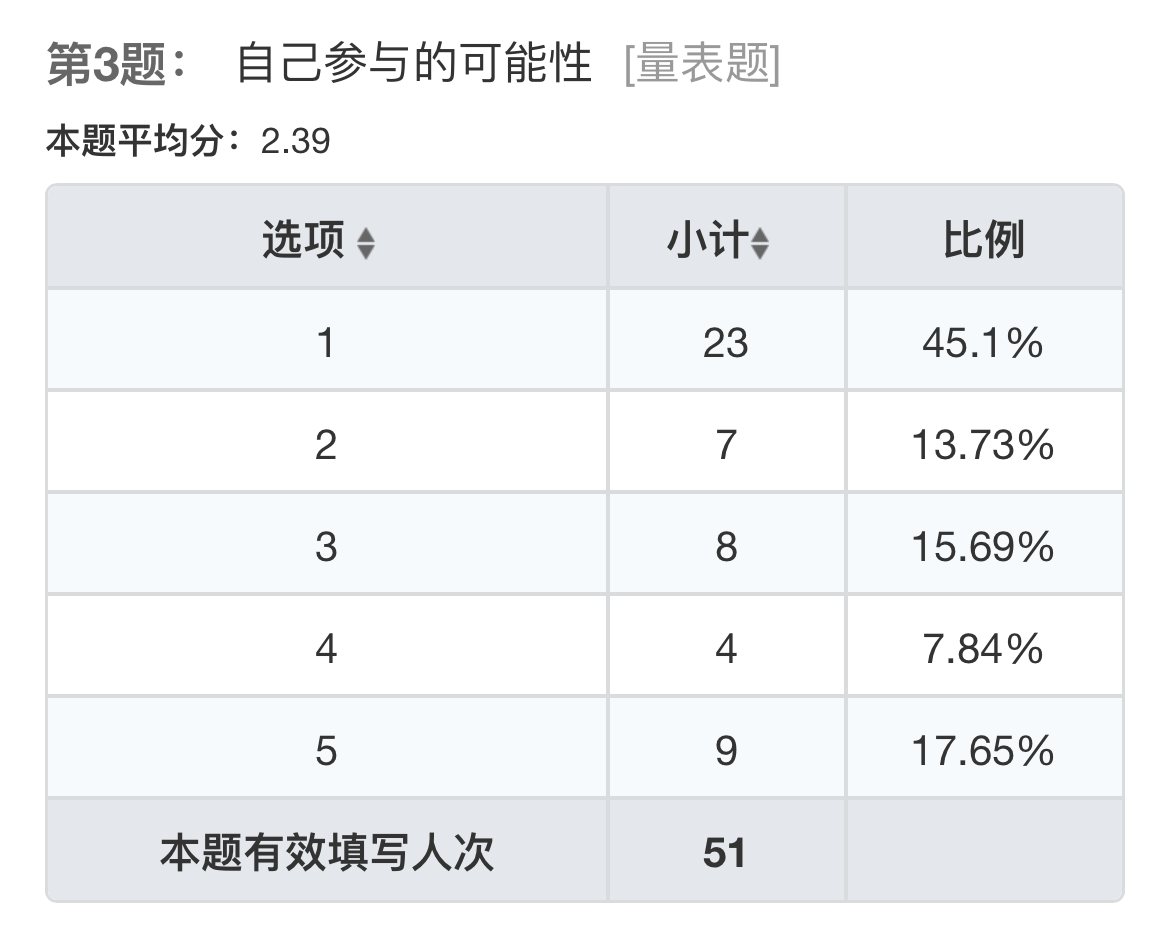 第3题： 自己参与的可能性 [量表题]
本题平均分：2.39
选项 小计 比例
1 23 45.1%
2 7 13.73%
3 8 15.69%
4 4 7.84%
5 9 17.65%
本题有效填写人次 51